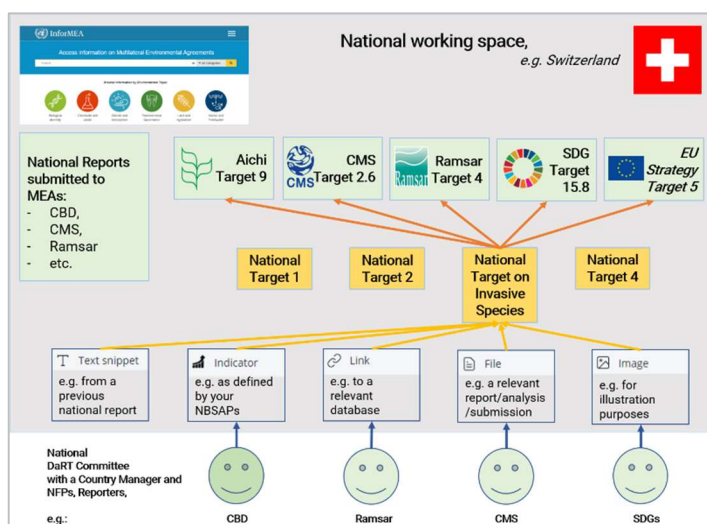 InforMEA
Access information on Multilateral Environmental Agreements
National working space,
e.g. Switzerland
National Reports
submitted to
MEAs:
- CBD,
- CMS,
- Ramsar
- etc.
Aichi
Target 9
CMS
CMS
Target 2.6
Ramsar
Ramsar
Target 4
SDG
Target
15.8
EU
Strategy
Target 5
National
Target 1
National
Target 2
National
Target on
Invasive
Species
National
Target 4
Text snippet
e.g. from a
previous
national report
Indicator
e.g. as defined
by your
NBSAPs
Link
e.g. to a
relevant
database
File
e.g. a relevant
report/analysis
/submission
Image
e.g. for
illustration
purposes
National
DaRT Committee
with a Country Manager and
NFPs, Reporters,
e.g.:
CBD
Ramsar
CMS
SDGs